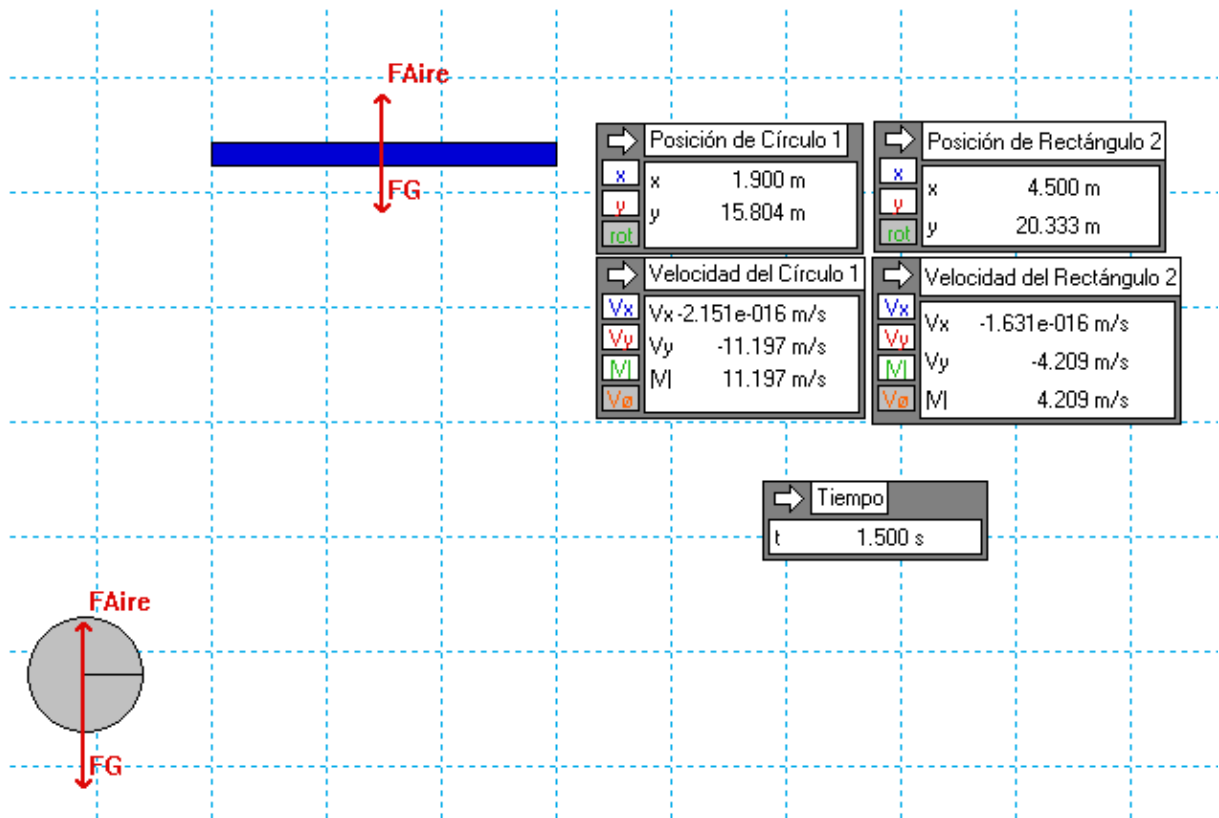 FAire
FG
Posición de Círculo 1
x
y
rot
x 1.900 m
y 15.804 m
Posición de Rectángulo 2
x
y
rot
x 4.500 m
y 20.333 m
Velocidad del Círculo 1
Vx
Vy
|V|
Vø
Vx -2.151e-016 m/s
Vy -11.197 m/s
|V| 11.197 m/s
Velocidad del Rectángulo 2
Vx
Vy
|V|
Vø
Vx -1.631e-016 m/s
Vy -4.209 m/s
|V| 4.209 m/s
Tiempo
t 1.500 s
FAire
FG